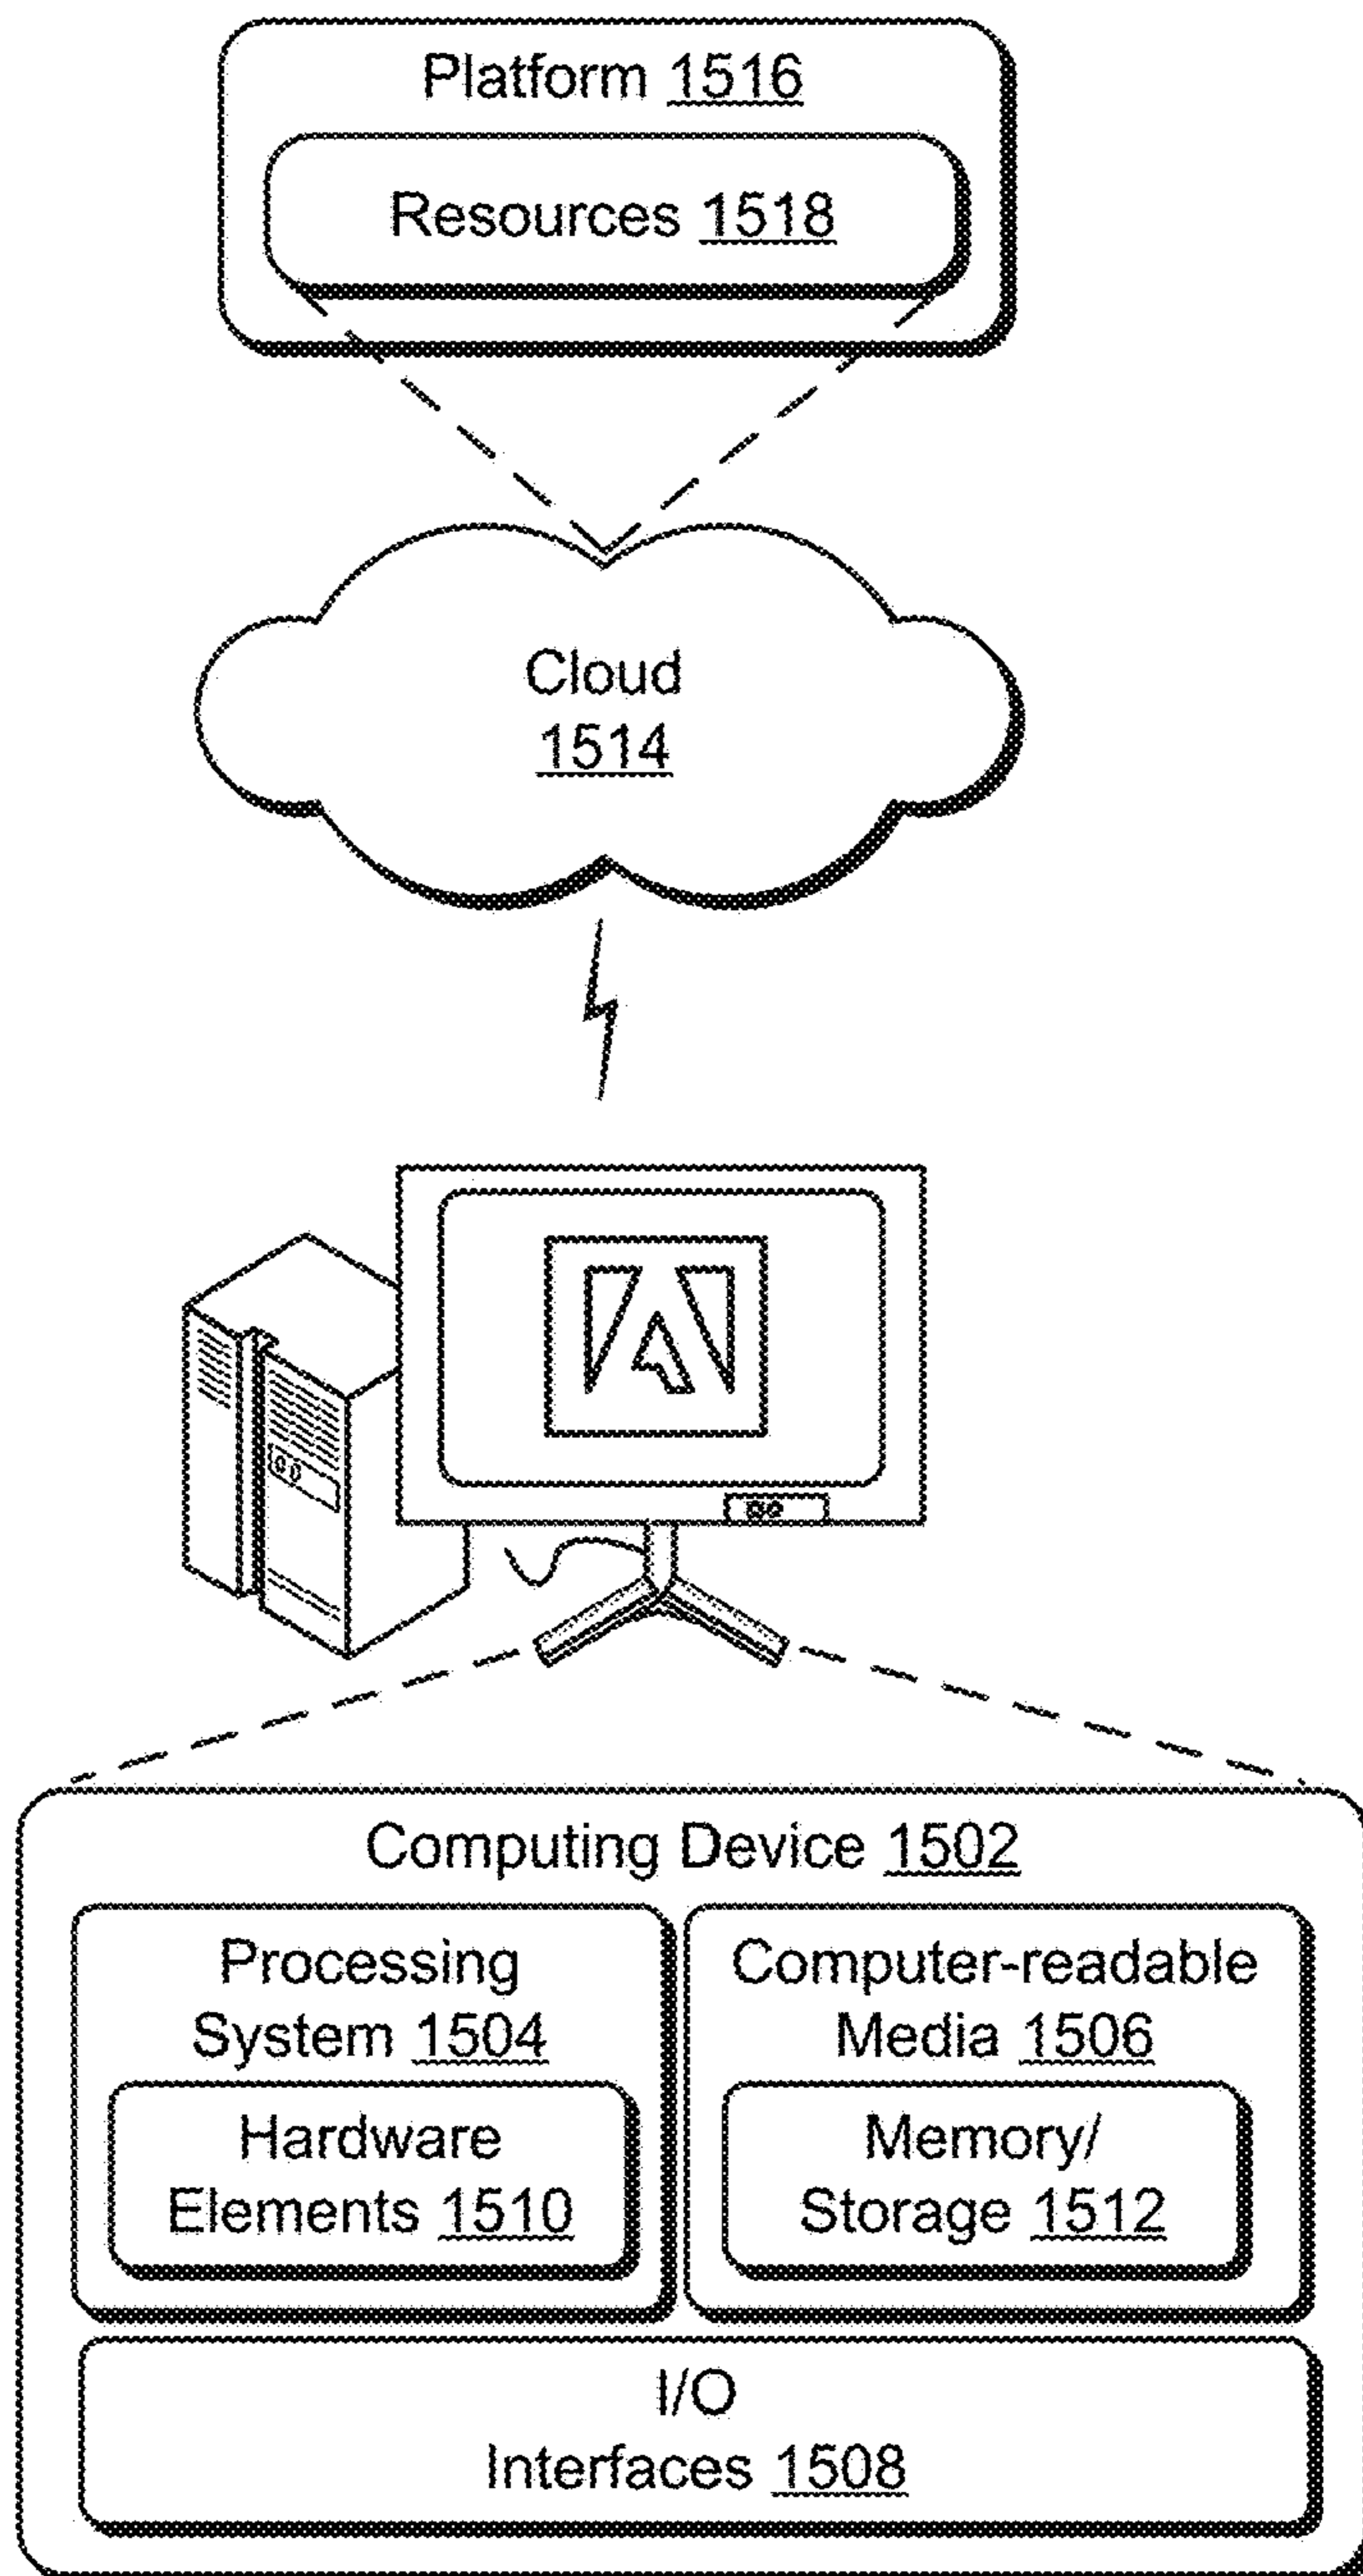 Platform 1516
Resources 1518
Cloud
1514
Computing Device 1502
Processing
System 1504
Hardware
Elements 1510
Computer-readable
Media 1506
Memory/
Storage 1512
I/O
Interfaces 1508